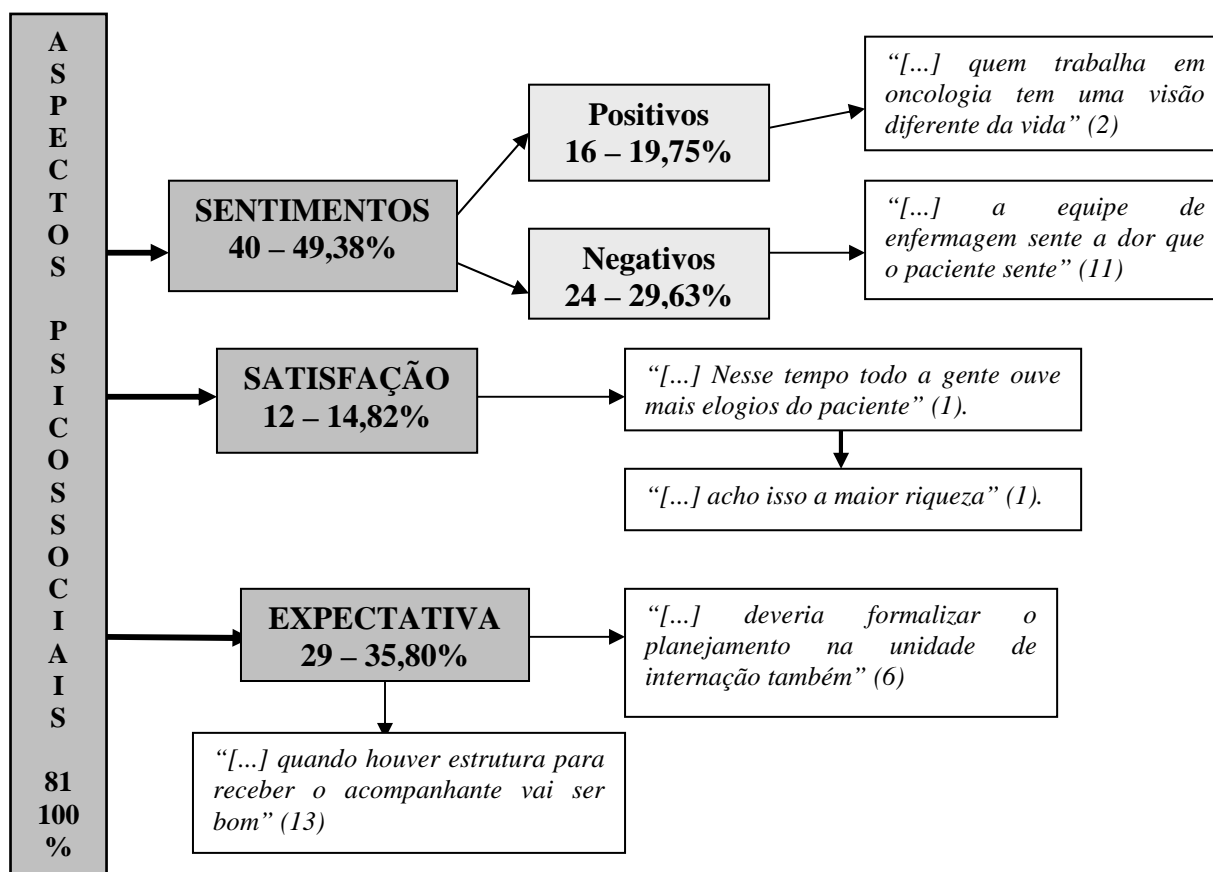 ASPECTOS PSICOSSOCIAIS
81
100
%
SENTIMENTOS
40 – 49,38%
Positivos
16 – 19,75%
“[...] quem trabalha em
oncologia tem uma visão
diferente da vida” (2)
Negativos
24 – 29,63%
“[...] a equipe de
enfermagem sente a dor que
o paciente sente” (11)
SATISFAÇÃO
12 – 14,82%
“[...] Nesse tempo todo a gente ouve
mais elogios do paciente” (1).
“[...] acho isso a maior riqueza” (1).
EXPECTATIVA
29 – 35,80%
“[...] deveria formalizar o
planejamento na unidade de
internação também” (6)
“[...] quando houver estrutura para
receber o acompanhante vai ser
bom” (13)